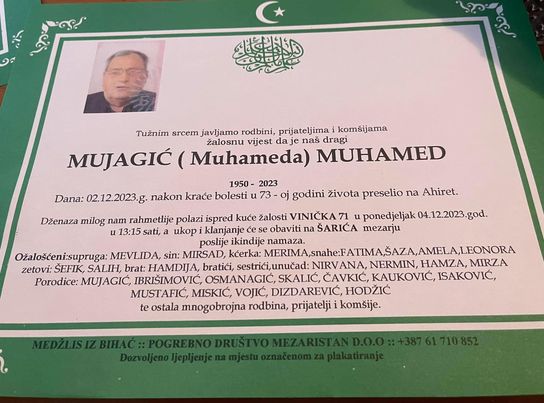 Tužnim srcem javljamo rodbini, prijateljima i komšijama
žalosnu vijest da je naš dragi
MUJAGIĆ ( Muhameda) MUHAMED
1950 - 2023
Dana: 02.12.2023.g. nakon kraće bolesti u 73 - oj godini života preselio na Ahiret.
Dženaza milog nam rahmetlije polazi ispred kuće žalosti VINIČKA 71 u ponedjeljak 04.12.2023.god.
u 13:15 sati, a ukop i klanjanje će se obaviti na ŠARIĆA mezarju
poslije ikindije namaza.
Ožalošćeni:supruga: MEVLIDA, sin: MIRSAD, kćerka: MERIMA,snahe:FATIMA,ŠAZA,AMELA,LEONORA
zetovi: ŠEFIK, SALIH, brat: HAMDIJA, bratići, sestrići,unučad: NIRVANA, NERMIN, HAMZA, MIRZA
Porodice: MUJAGIĆ, IBRIŠIMOVIĆ, OSMANAGIĆ, SKALIĆ, ČAVKIĆ, KAUKOVIĆ, ISAKOVIĆ,
MUSTAFIĆ, MISKIĆ, VOJIĆ, DIZDAREVIĆ, HODŽIĆ
te ostala mnogobrojna rodbina, prijatelji i komšije.
MEDŽLIS IZ BIHAĆ :: POGREBNO DRUŠTVO MEZARISTAN D.O.O :: +387 61 710 852
Dozvoljeno ljepljenje na mjestu označenom za plakatiranje